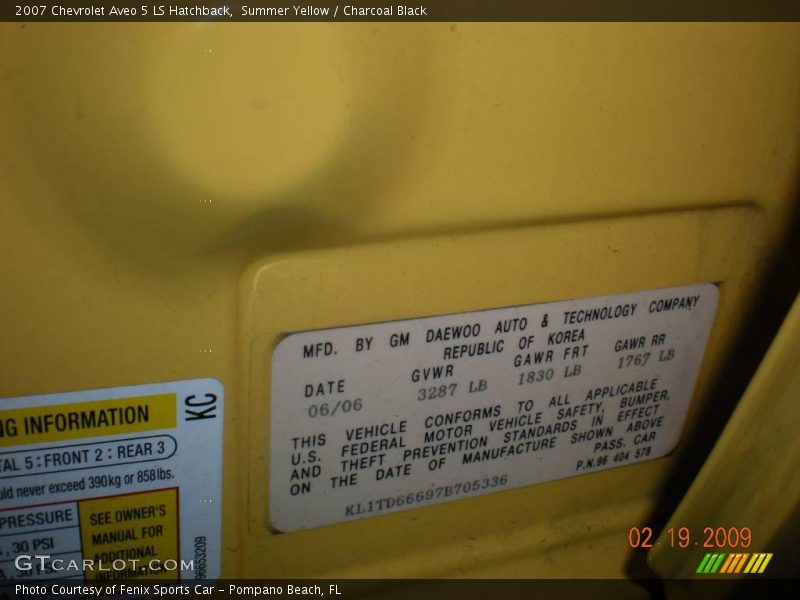 2007 Chevrolet Aveo 5 LS Hatchback,  Summer Yellow / Charcoal Black
MFD. BY GM DAEWOO AUTO & TECHNOLOGY COMPANY
REPUBLIC OF KOREA
DATE GVWR GAWR FRT GAWR RR
06/06 3287 LB 1830 LB 1767 LB
THIS VEHICLE CONFORMS TO ALL APPLICABLE
U.S. FEDERAL MOTOR VEHICLE SAFETY, BUMPER,
AND THEFT PREVENTION STANDARDS IN EFFECT
ON THE DATE OF MANUFACTURE SHOWN ABOVE
PASS. CAR
KL1TD66697B705336 P.N.96 404 578
KC
NG INFORMATION
TAL 5 : FRONT 2 : REAR 3
uld never exceed 390kg or 858lbs.
PRESSURE
, 30 PSI
SEE OWNER'S
MANUAL FOR
ADDITIONAL
INFORMATION
96653209
02.19.2009
GTcarlot.com
Photo Courtesy of Fenix Sports Car - Pompano Beach, FL